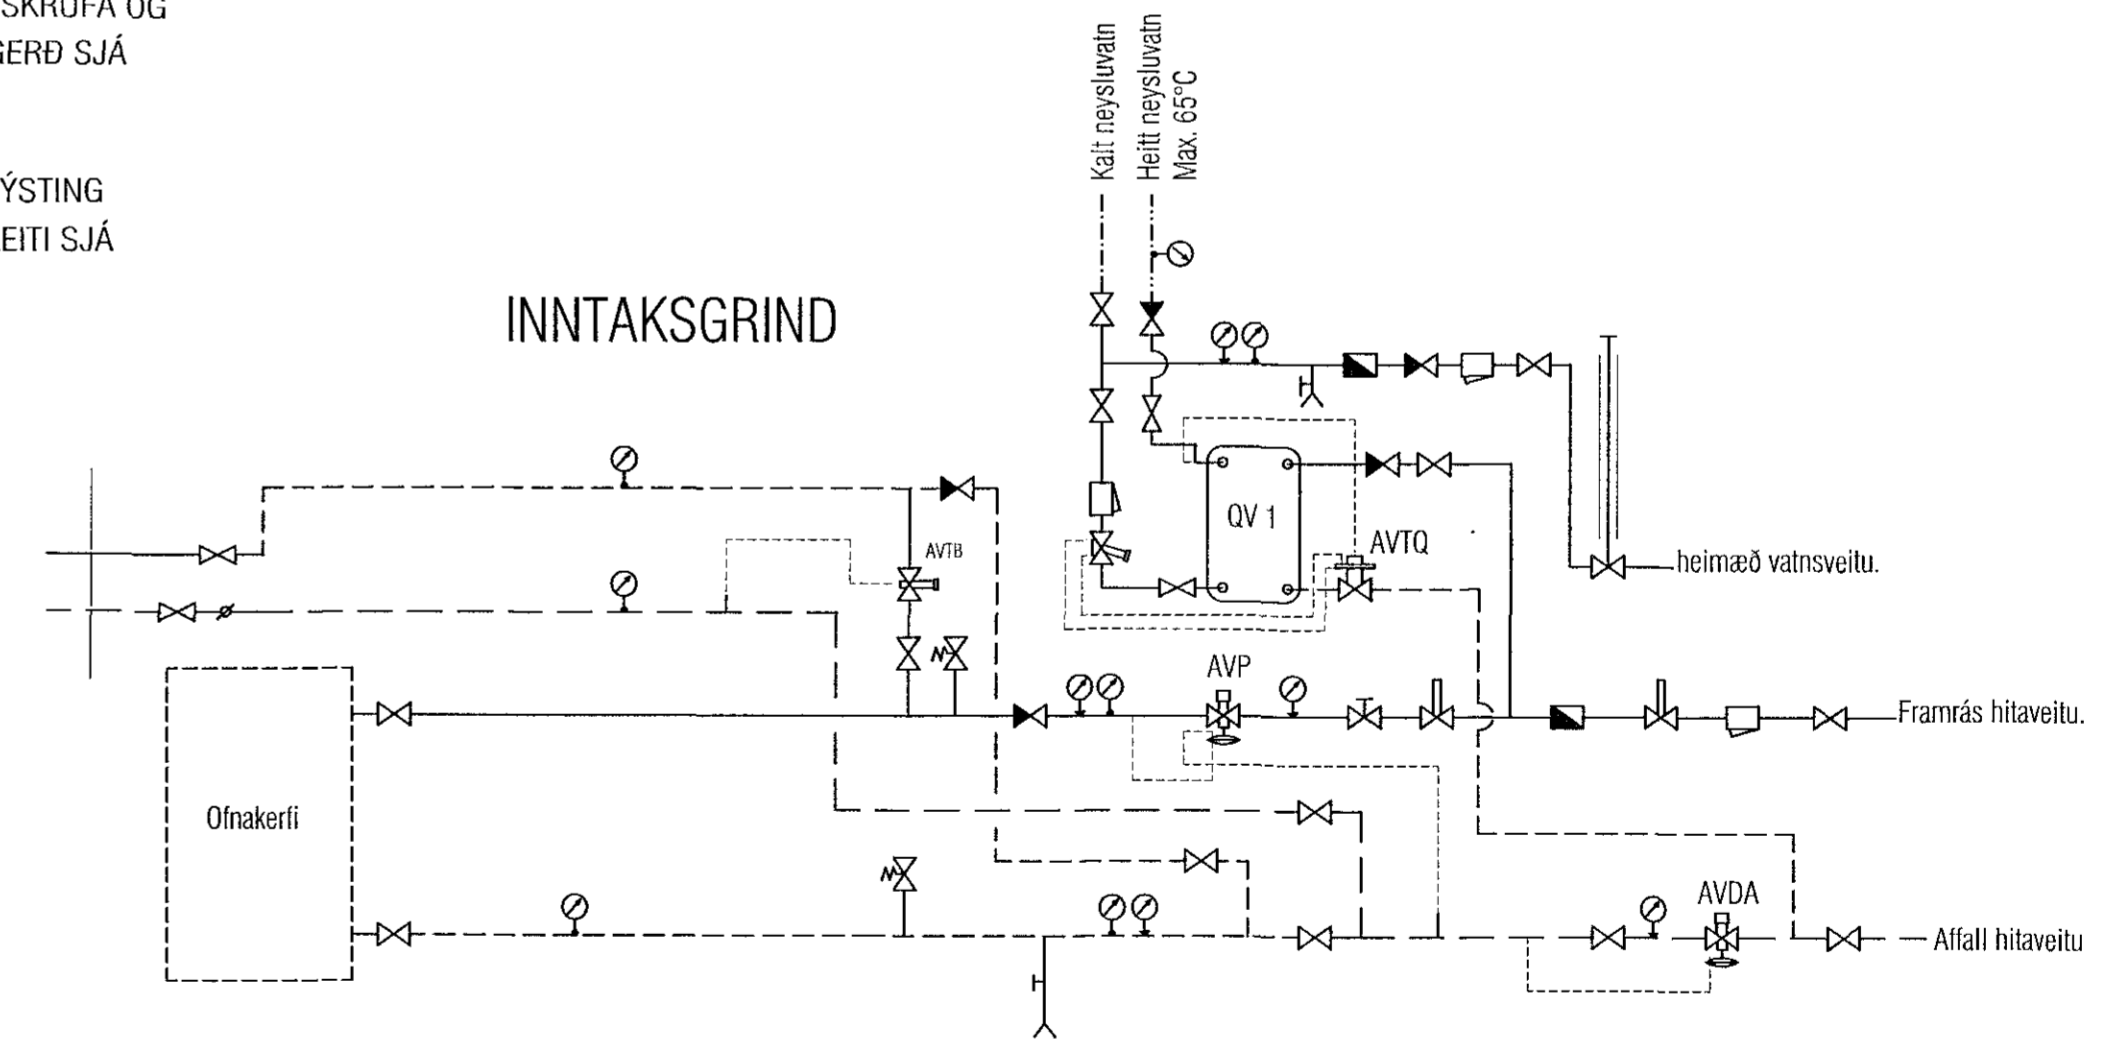 SKRÚFA OG
GERÐ SJÁ
ÝSTING
EITI SJÁ
INNTAKSGRIND
Kalt neysluvatn
Heitt neysluvatn
Max. 65°C
QV 1
AVTB
AVTQ
heimæð vatnsveitu.
AVP
Framrás hitaveitu.
Ofnakerfi
AVDA
Affall hitaveitu